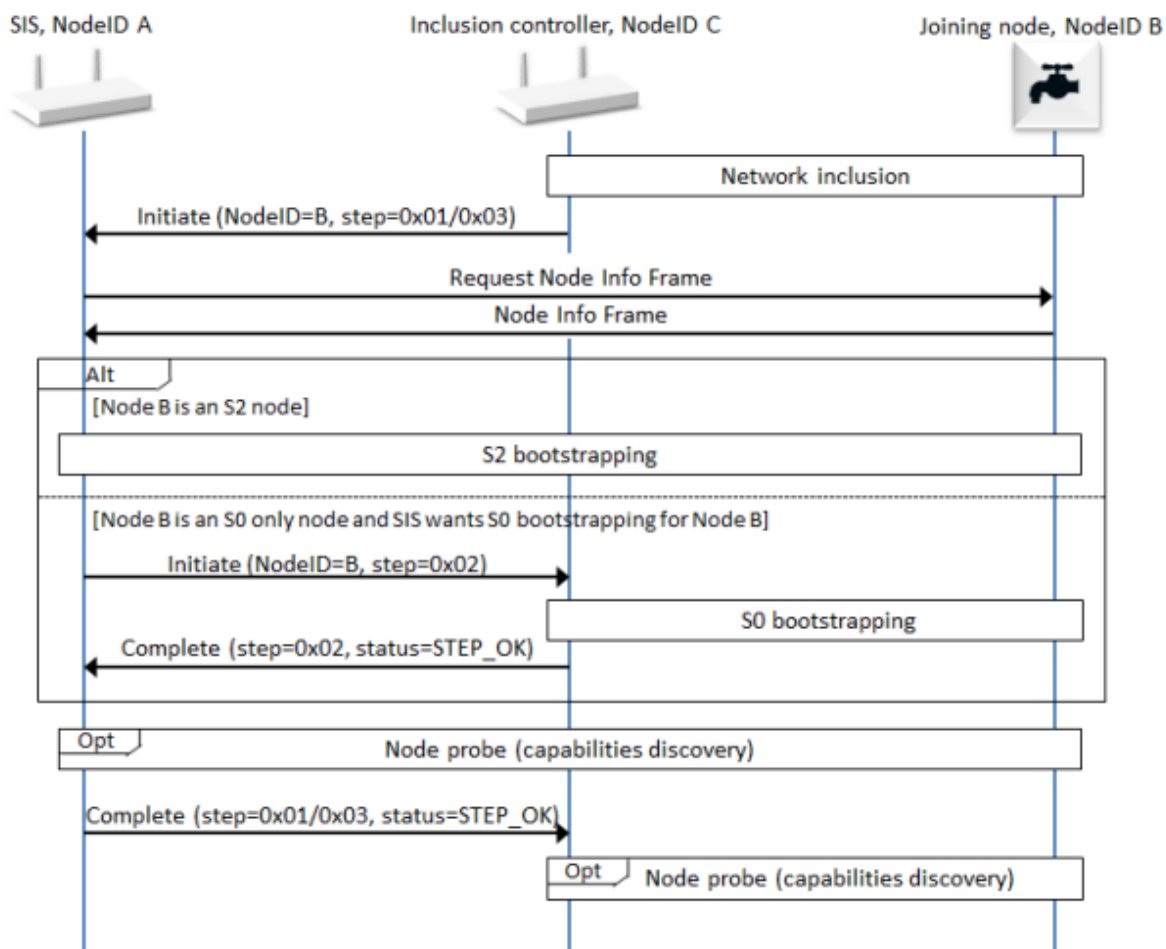 SIS, NodeID A
Inclusion controller, NodeID C
Joining node, NodeID B
Network inclusion
Initiate (NodeID=B, step=0x01/0x03)
Request Node Info Frame
Node Info Frame
Alt
[Node B is an S2 node]
S2 bootstrapping
[Node B is an S0 only node and SIS wants S0 bootstrapping for Node B]
Initiate (NodeID=B, step=0x02)
S0 bootstrapping
Complete (step=0x02, status=STEP_OK)
Opt
Node probe (capabilities discovery)
Complete (step=0x01/0x03, status=STEP_OK)
Opt
Node probe (capabilities discovery)